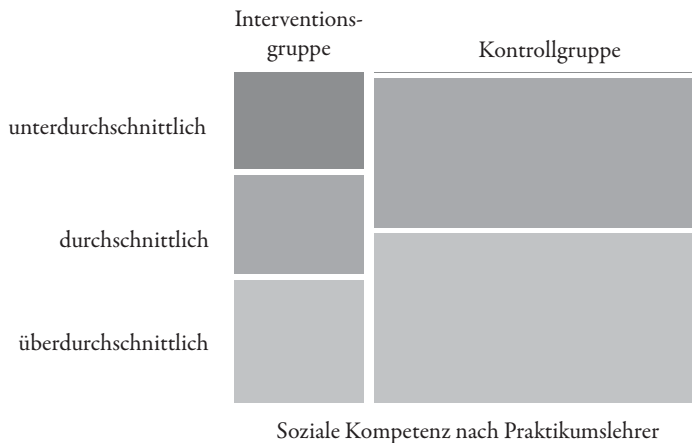 Interventions-
gruppe
Kontrollgruppe
unterdurchschnittlich
durchschnittlich
überdurchschnittlich
Soziale Kompetenz nach Praktikumslehrer